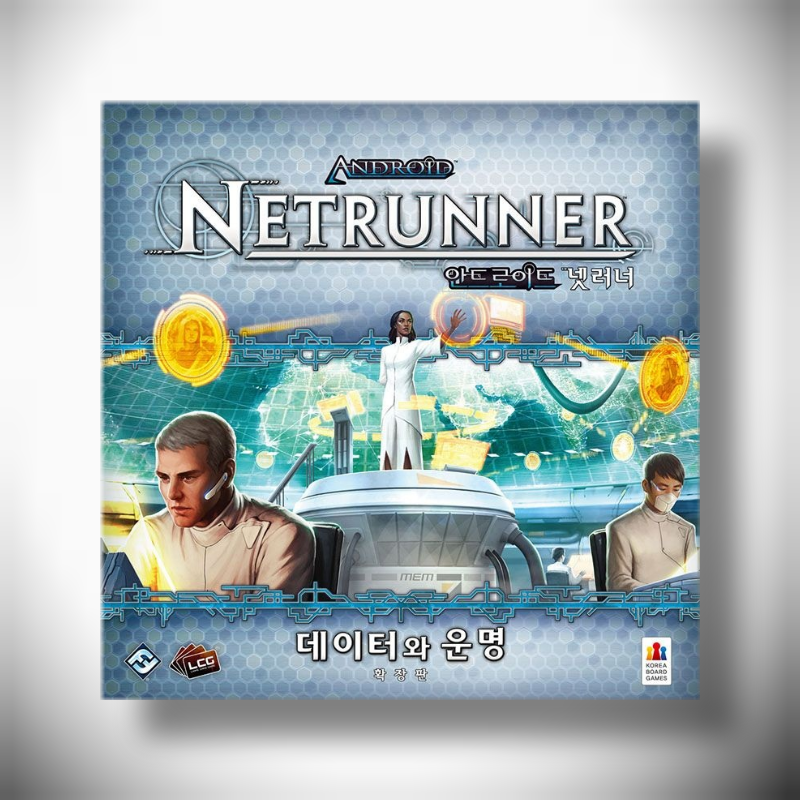 ANDROID
NETRUNNER
안드로이드 넷러너
MEM
데이터와 운명
확장판
LCG
KOREA
BOARD
GAMES